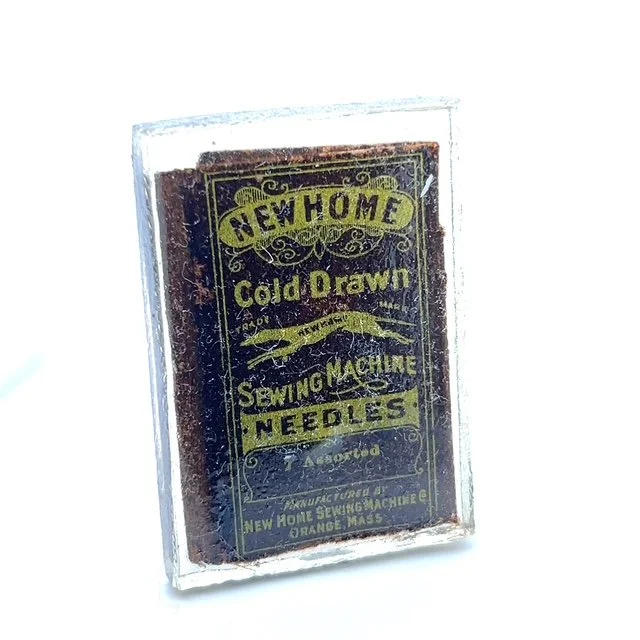 NEW HOME
Cold Drawn
TRADE MARK
NEW HOME
SEWING MACHINE
NEEDLES
7 Assorted
MANUFACTURED BY
NEW HOME SEWING MACHINE Co
ORANGE, MASS